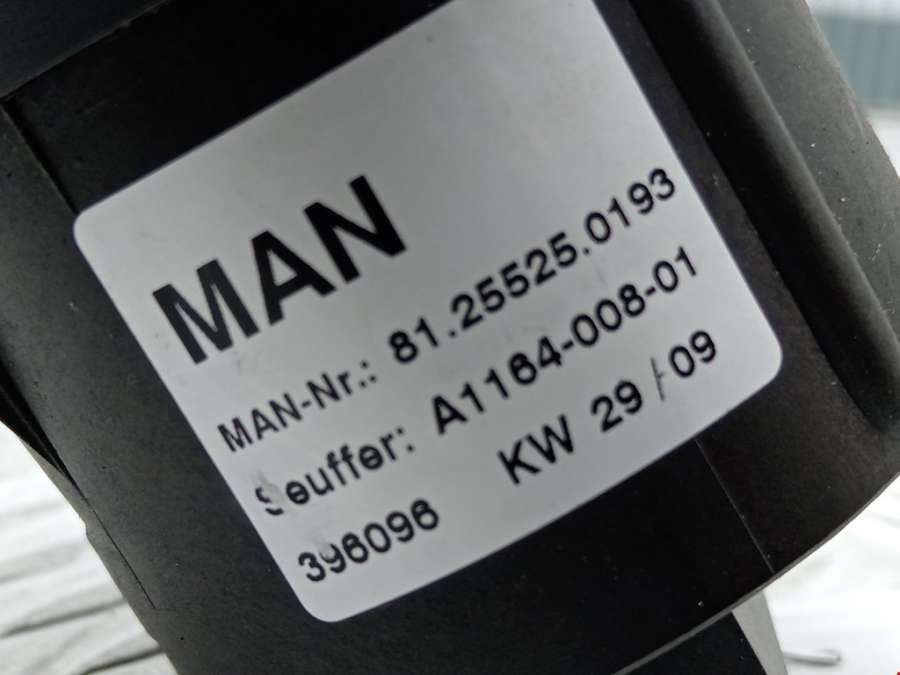 MAN
MAN-Nr.: 81.25525.0193
Seuffer: A1164-008-01
396096 KW 29/09